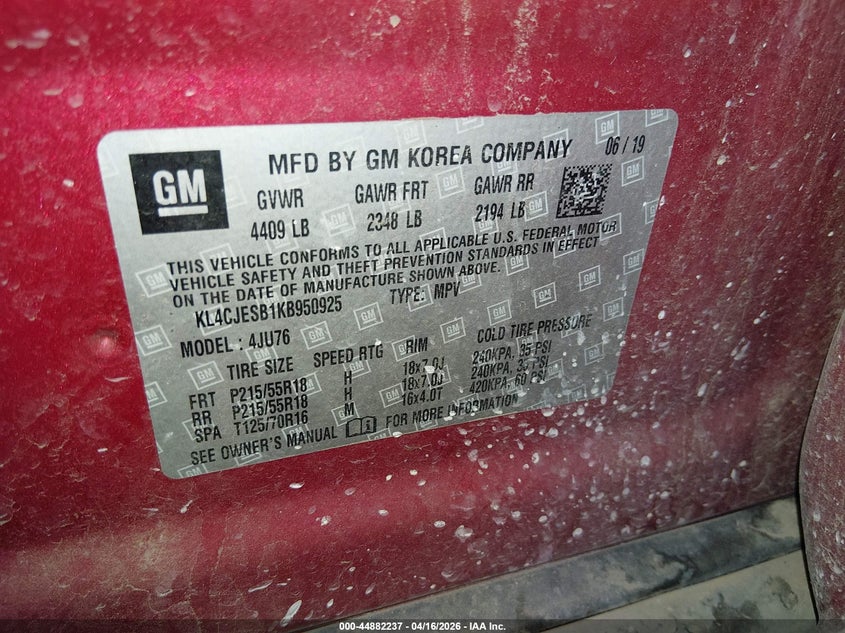 GM
MFD BY GM KOREA COMPANY 06 / 19
GVWR GAWR FRT GAWR RR
4409 LB 2348 LB 2194 LB
THIS VEHICLE CONFORMS TO ALL APPLICABLE U.S. FEDERAL MOTOR
VEHICLE SAFETY AND THEFT PREVENTION STANDARDS IN EFFECT
ON THE DATE OF MANUFACTURE SHOWN ABOVE.
KL4CJESB1KB950925 TYPE: MPV
MODEL : 4JU76
TIRE SIZE SPEED RTG RIM COLD TIRE PRESSURE
FRT P215/55R18 H 18x7.0J 240KPA, 35 PSI
RR P215/55R18 H 18x7.0J 240KPA, 35 PSI
SPA T125/70R16 M 16x4.0T 420KPA, 60 PSI
SEE OWNER'S MANUAL FOR MORE INFORMATION
000-44882237 - 04/16/2026 - IAA Inc.